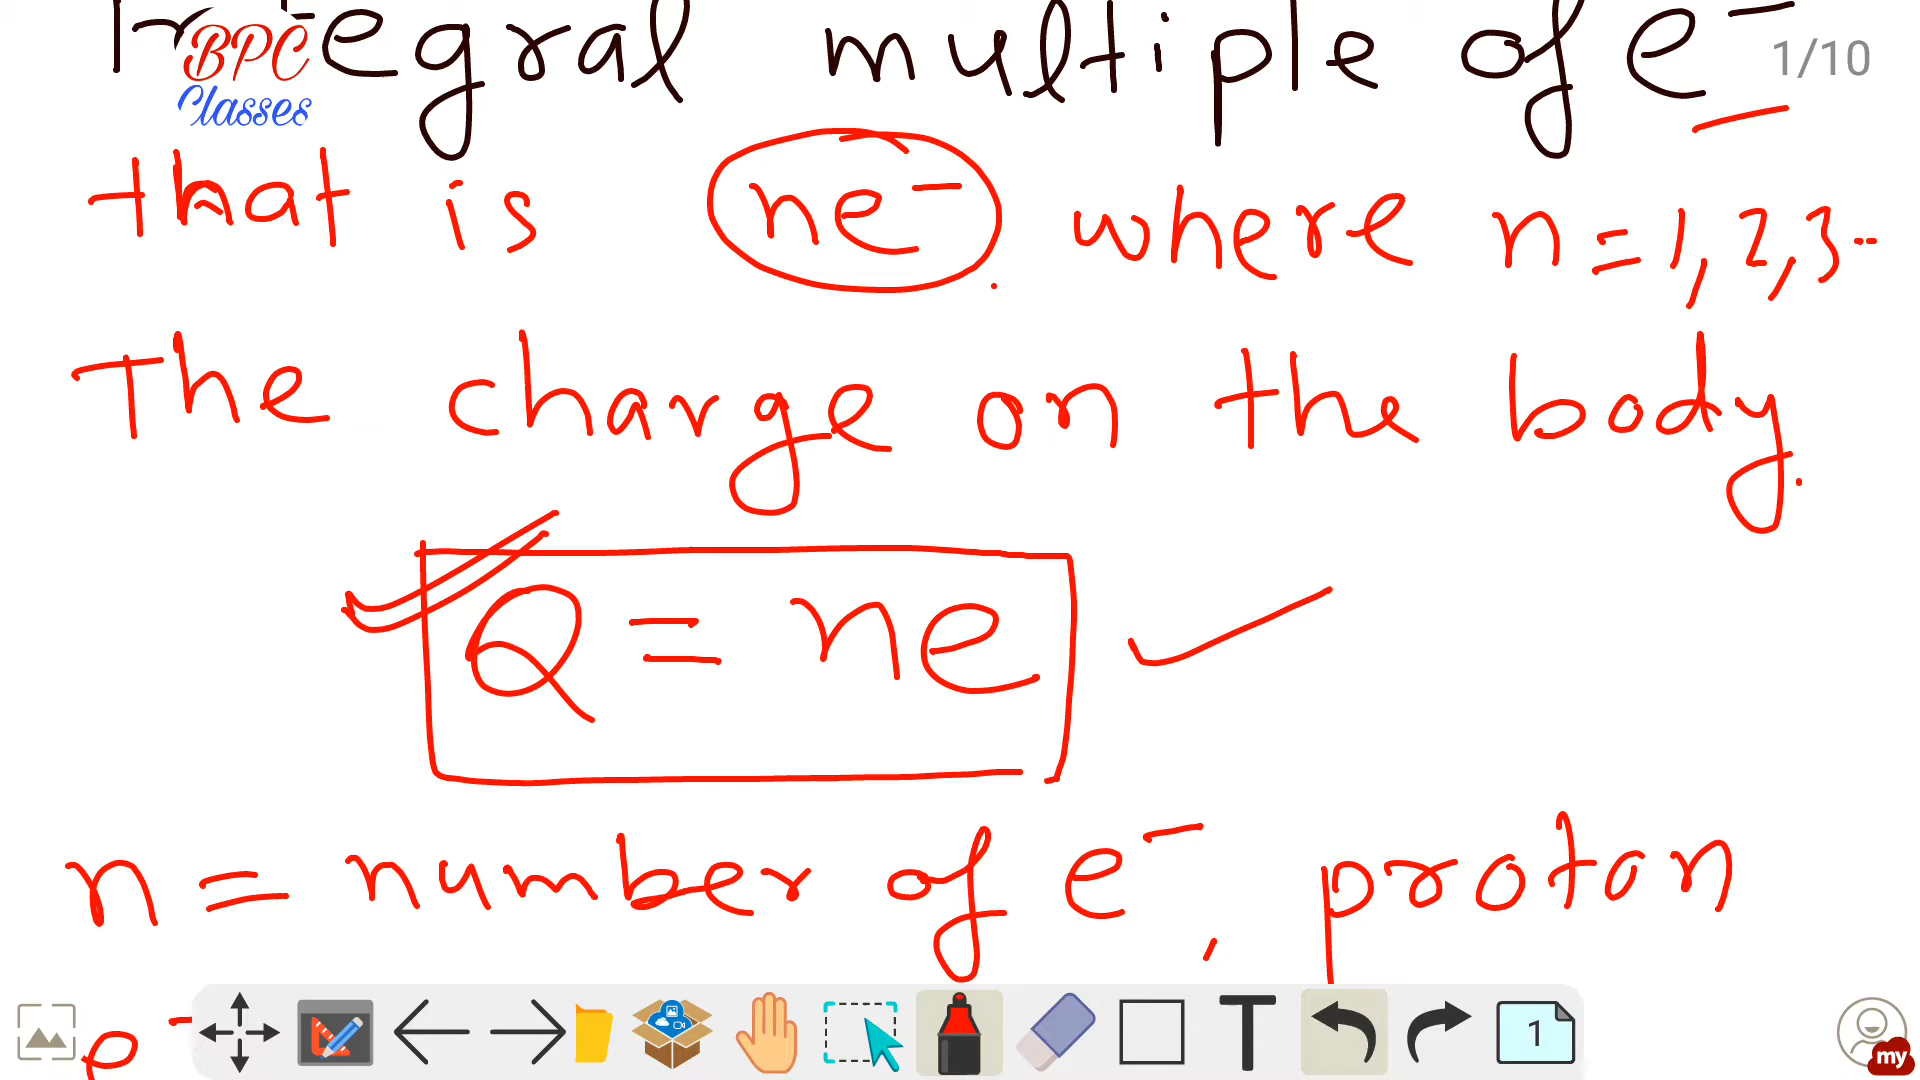 Integral multiple of e⁻
1/10
BPC
Classes
that is ne⁻. where n=1,2,3--
The charge on the body.
Q = ne
n = number of e⁻, proton
e⁻
T
1
my